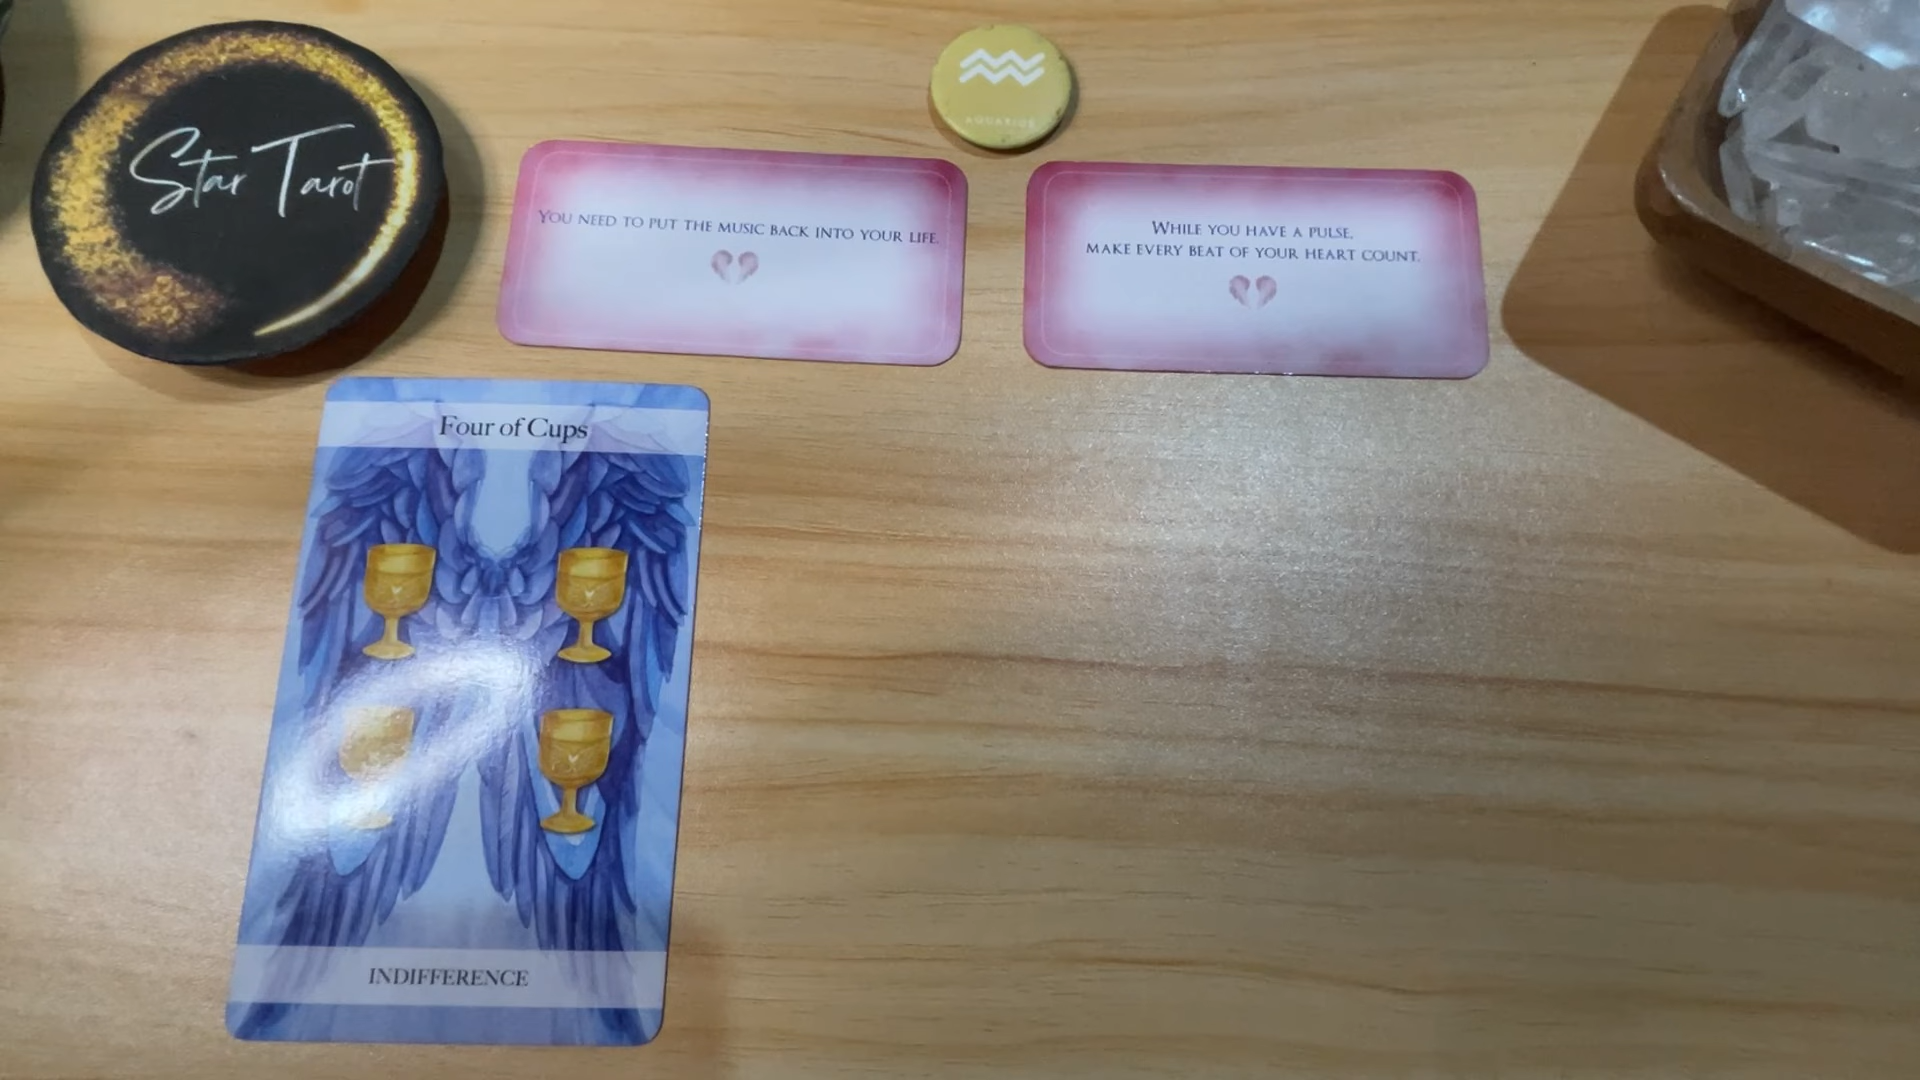 Star Tarot
AQUARIUS
YOU NEED TO PUT THE MUSIC BACK INTO YOUR LIFE.
WHILE YOU HAVE A PULSE,
MAKE EVERY BEAT OF YOUR HEART COUNT.
Four of Cups
INDIFFERENCE